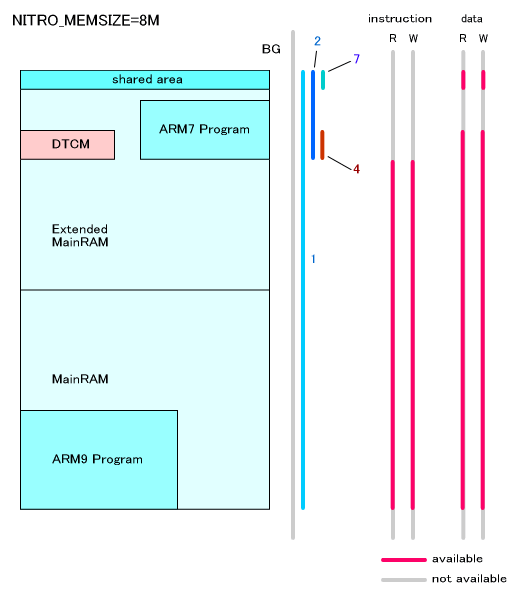 NITRO_MEMSIZE=8M
instruction
data
R
W
R
W
BG
2
7
shared area
ARM7 Program
DTCM
4
Extended
MainRAM
1
MainRAM
ARM9 Program
available
not available